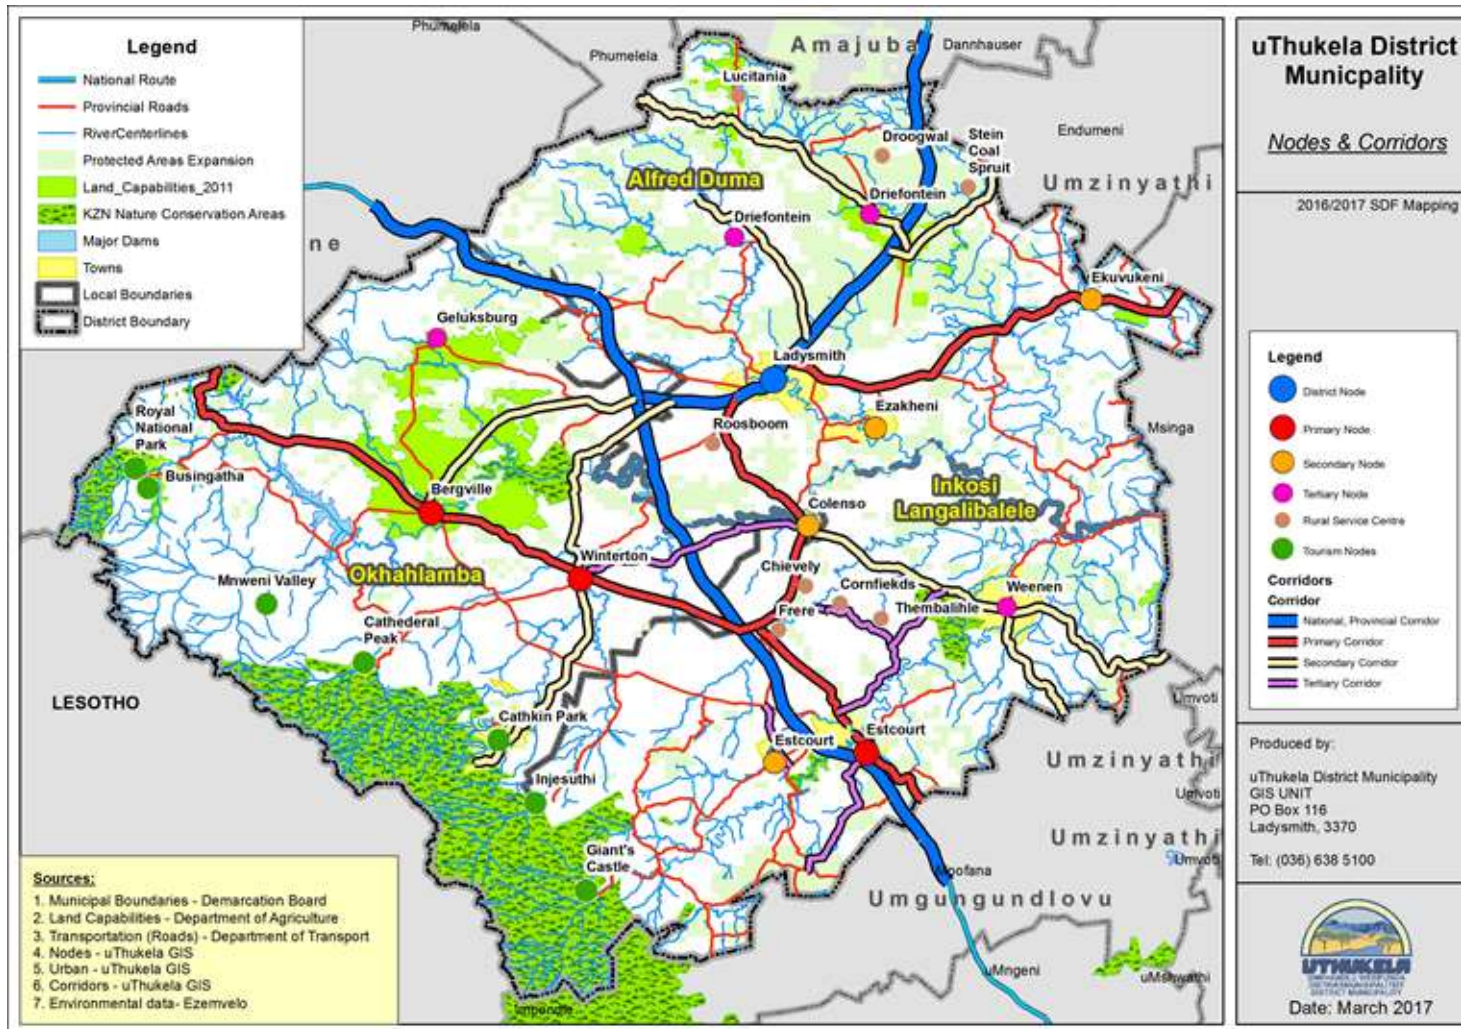 Legend
National Route
Provincial Roads
RiverCenterlines
Protected Areas Expansion
Land_Capabilities_2011
KZN Nature Conservation Areas
Major Dams
Towns
Local Boundaries
District Boundary
Phumelela
Phumelela
Amajuba
Dannhauser
Lucitania
Endumeni
Droogwal
Stein
Coal
Spruit
Umzinyathi
Alfred Duma
Driefontein
Driefontein
ne
Ekuvukeni
Geluksburg
Ladysmith
Royal
National
Park
Ezakheni
Roosboom
Msinga
Busingatha
Bergville
Inkosi
Langalibalele
Colenso
Winterton
Okhahlamba
Chievely
Mnweni Valley
Cornfiekds
Weenen
Frere
Thembalihle
Cathederal
Peak
LESOTHO
Umvoti
Cathkin Park
Estcourt
Estcourt
Umzinyathi
Injesuthi
Umvoti
Umzinyathi
Giant's
Castle
Umvoti
Umgungundlovu
uMngeni
Sources:
1. Municipal Boundaries - Demarcation Board
2. Land Capabilities - Department of Agriculture
3. Transportation (Roads) - Department of Transport
4. Nodes - uThukela GIS
5. Urban - uThukela GIS
6. Corridors - uThukela GIS
7. Environmental data- Ezemvelo
uThukela District
Municpality
Nodes & Corridors
2016/2017 SDF Mapping
Legend
District Node
Primary Node
Secondary Node
Tertiary Node
Rural Service Centre
Tourism Nodes
Corridors
Corridor
National, Provincial Corridor
Primary Corridor
Secondary Corridor
Tertiary Corridor
Produced by:
uThukela District Municipality
GIS UNIT
PO Box 116
Ladysmith, 3370
Tel: (036) 638 5100
UTHUKELA
DISTRICT MUNICIPALITY
Date: March 2017